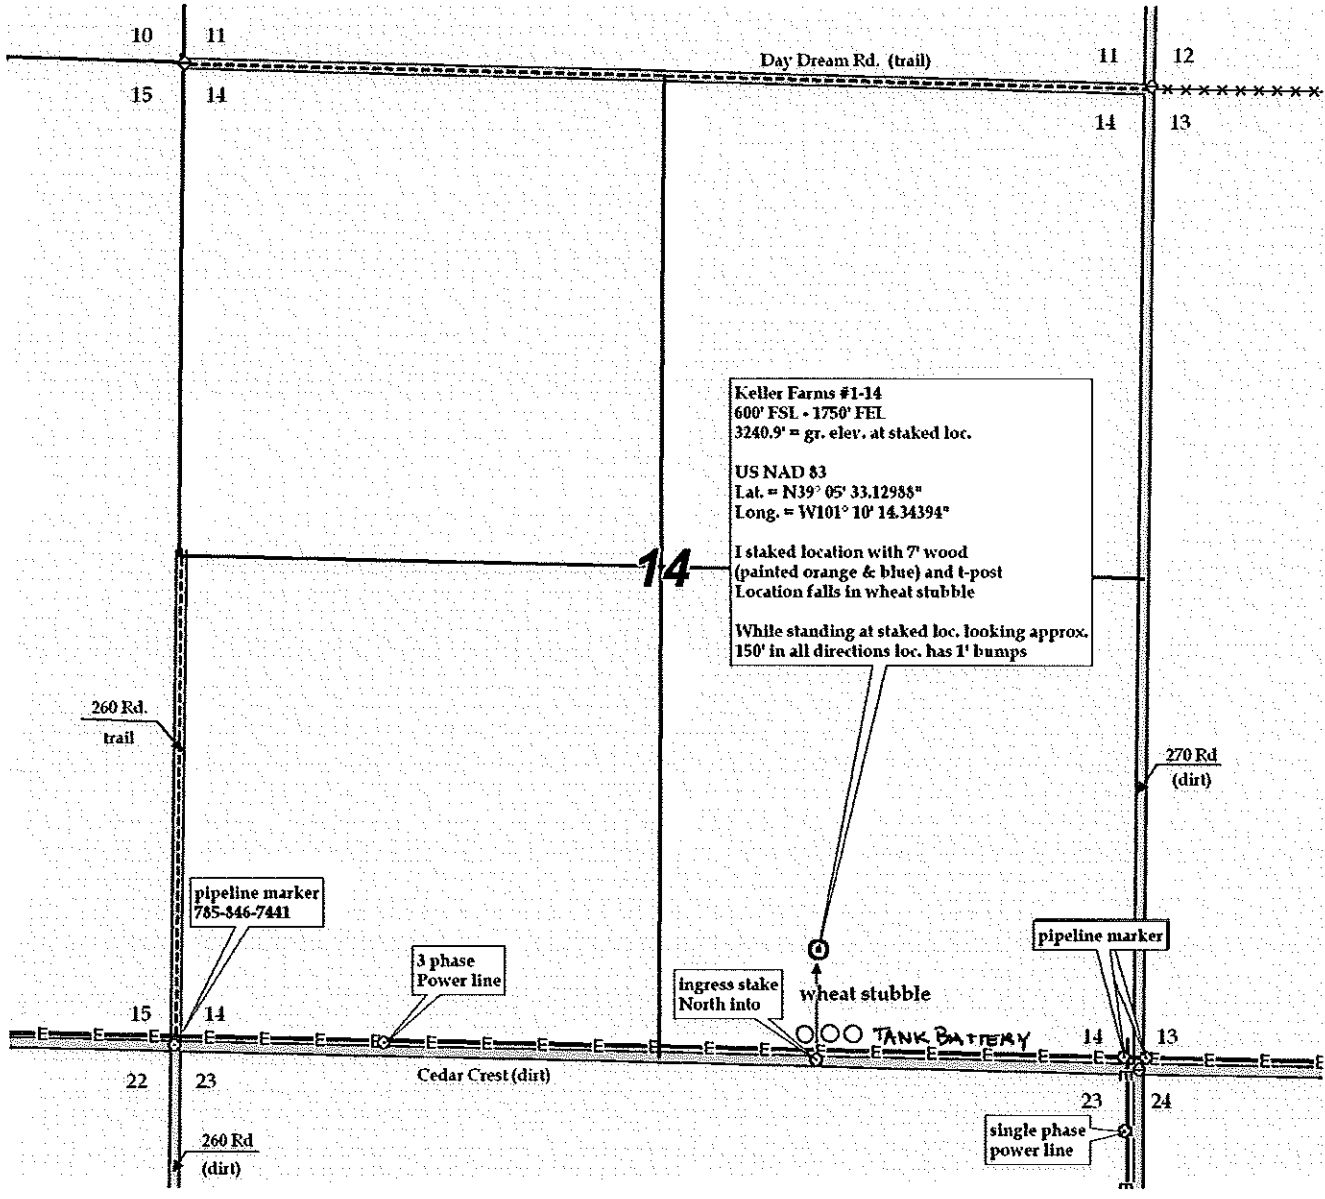 10 11
Day Dream Rd. (trail)
11 12
15 14
14 13
Keller Farms #1-14
600' FSL - 1750' FEL
3240.9' = gr. elev. at staked loc.
US NAD 83
Lat. = N39° 05' 33.12988"
Long. = W101° 10' 14.34394"
I staked location with 7' wood
(painted orange & blue) and t-post
Location falls in wheat stubble
While standing at staked loc. looking approx.
150' in all directions loc. has 1' bumps
14
260 Rd.
trail
270 Rd
(dirt)
pipeline marker
785-846-7441
3 phase
Power line
ingress stake
North into
wheat stubble
pipeline marker
15 14
TANK BATTERY
14 13
E E E E E E E E E E E E E E E E E E E E E E E E
Cedar Crest (dirt)
22 23
23 24
E
single phase
power line
E
260 Rd
(dirt)